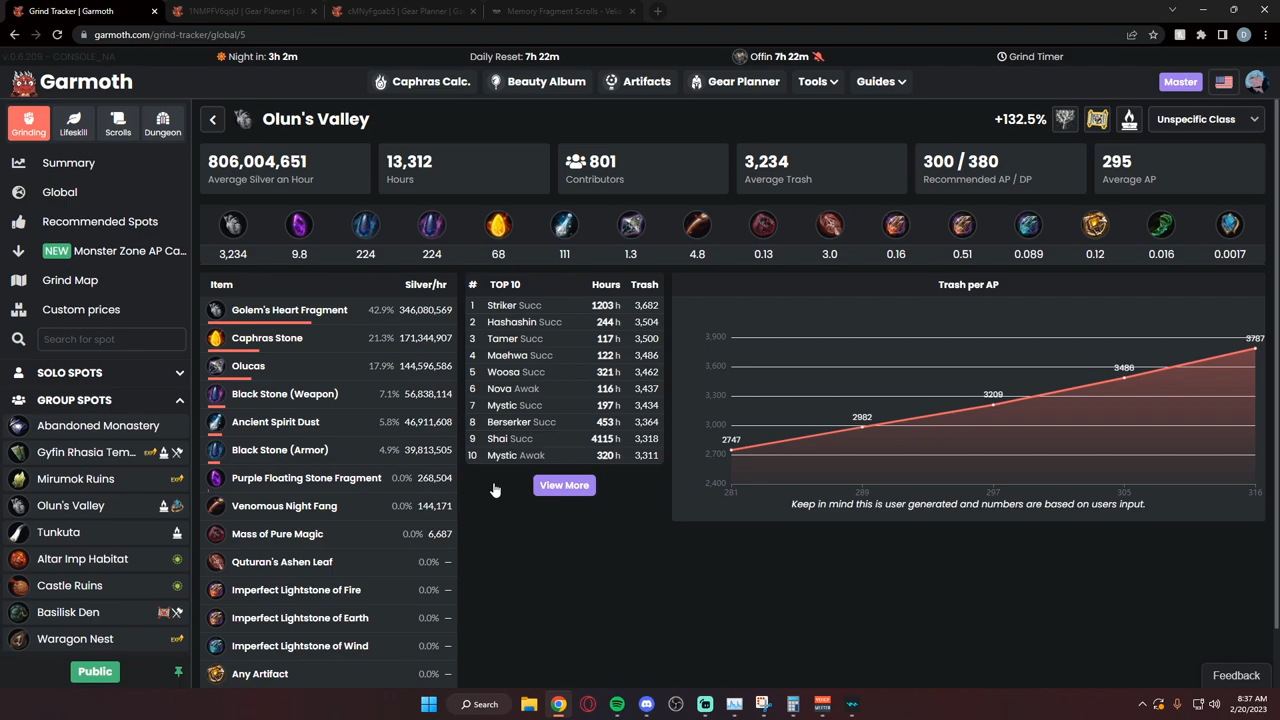 Grind Tracker | Garmoth
1NMPFV6qqU | Gear Planner |
cMNyFgoab5 | Gear Planner | G
Memory Fragment Scrolls - Velia
garmoth.com/grind-tracker/global/5
v.0.6.209 - CONSOLE_NA
Night in: 3h 2m
Daily Reset: 7h 22m
Offin 7h 22m
Grind Timer
Garmoth
Caphras Calc.
Beauty Album
Artifacts
Gear Planner
Tools
Guides
Master
Grinding
Lifeskill
Scrolls
Dungeon
Olun's Valley
+132.5%
Unspecific Class
Summary
Global
Recommended Spots
NEW Monster Zone AP Ca...
Grind Map
Custom prices
Search for spot
SOLO SPOTS
GROUP SPOTS
Abandoned Monastery
Gyfin Rhasia Tem...
Mirumok Ruins
Olun's Valley
Tunkuta
Altar Imp Habitat
Castle Ruins
Basilisk Den
Waragon Nest
Public
806,004,651
Average Silver an Hour
13,312
Hours
801
Contributors
3,234
Average Trash
300 / 380
Recommended AP / DP
295
Average AP
3,234 9.8 224 224 68 111 1.3 4.8 0.13 3.0 0.16 0.51 0.089 0.12 0.016 0.0017
Item Silver/hr
Golem's Heart Fragment 42.9% 346,080,569
Caphras Stone 21.3% 171,344,907
Olucas 17.9% 144,596,586
Black Stone (Weapon) 7.1% 56,838,114
Ancient Spirit Dust 5.8% 46,911,608
Black Stone (Armor) 4.9% 39,813,505
Purple Floating Stone Fragment 0.0% 268,504
Venomous Night Fang 0.0% 144,171
Mass of Pure Magic 0.0% 6,687
Quturan's Ashen Leaf 0.0% –
Imperfect Lightstone of Fire 0.0% –
Imperfect Lightstone of Earth 0.0% –
Imperfect Lightstone of Wind 0.0% –
Any Artifact 0.0% –
# TOP 10 Hours Trash
1 Striker Succ 1203 h 3,682
2 Hashashin Succ 244 h 3,504
3 Tamer Succ 117 h 3,500
4 Maehwa Succ 122 h 3,486
5 Woosa Succ 321 h 3,462
6 Nova Awak 116 h 3,437
7 Mystic Succ 197 h 3,434
8 Berserker Succ 453 h 3,364
9 Shai Succ 4115 h 3,318
10 Mystic Awak 320 h 3,311
View More
Trash per AP
3,900
3,600
3,300
3,000
2,700
2,400
2747
2982
3209
3486
3787
281 289 297 305 316
Keep in mind this is user generated and numbers are based on users input.
Feedback
Search
8:37 AM
2/20/2023